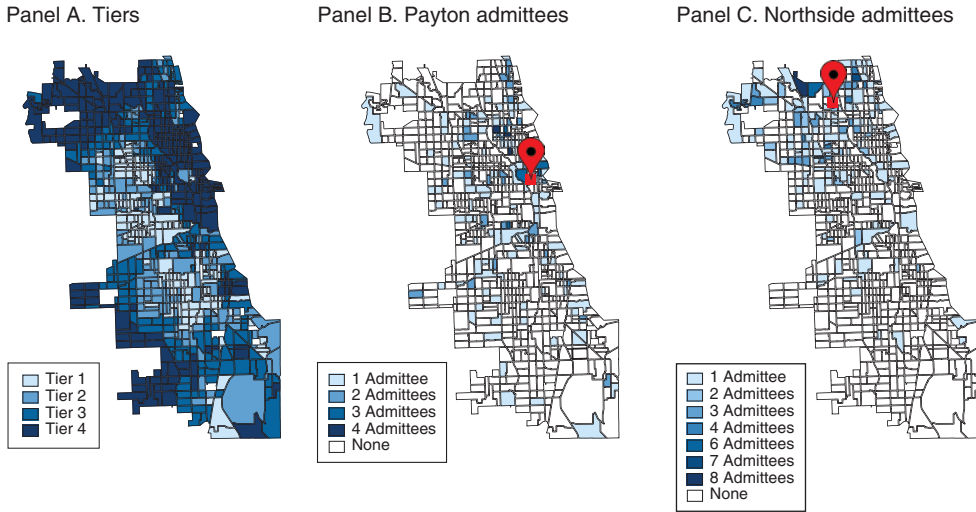 Panel A. Tiers
Panel B. Payton admittees
Panel C. Northside admittees
Tier 1
Tier 2
Tier 3
Tier 4
1 Admittee
2 Admittees
3 Admittees
4 Admittees
None
1 Admittee
2 Admittees
3 Admittees
4 Admittees
6 Admittees
7 Admittees
8 Admittees
None